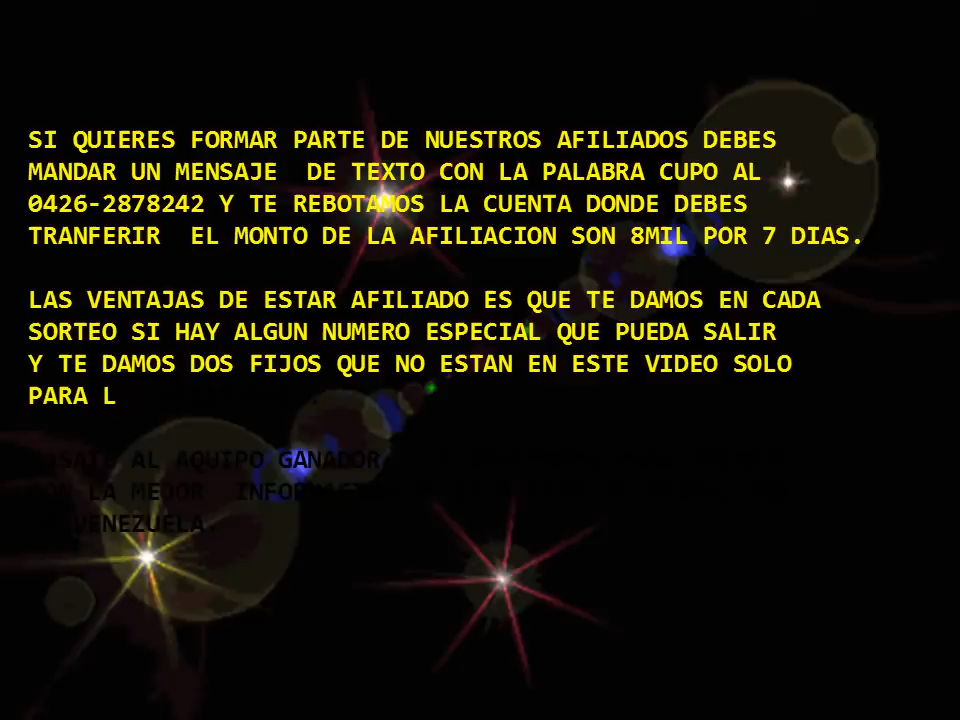 SI QUIERES FORMAR PARTE DE NUESTROS AFILIADOS DEBES
MANDAR UN MENSAJE DE TEXTO CON LA PALABRA CUPO AL
0426-2878242 Y TE REBOTAMOS LA CUENTA DONDE DEBES
TRANFERIR EL MONTO DE LA AFILIACION SON 8MIL POR 7 DIAS.
LAS VENTAJAS DE ESTAR AFILIADO ES QUE TE DAMOS EN CADA
SORTEO SI HAY ALGUN NUMERO ESPECIAL QUE PUEDA SALIR
Y TE DAMOS DOS FIJOS QUE NO ESTAN EN ESTE VIDEO SOLO
PARA L
AL AQUIPO GANADOR
LA MEJOR
VENEZUELA.